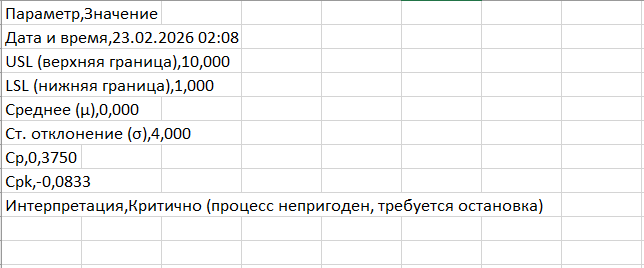 Параметр,Значение
Дата и время,23.02.2026 02:08
USL (верхняя граница),10,000
LSL (нижняя граница),1,000
Среднее (μ),0,000
Ст. отклонение (σ),4,000
Cp,0,3750
Cpk,-0,0833
Интерпретация,Критично (процесс непригоден, требуется остановка)